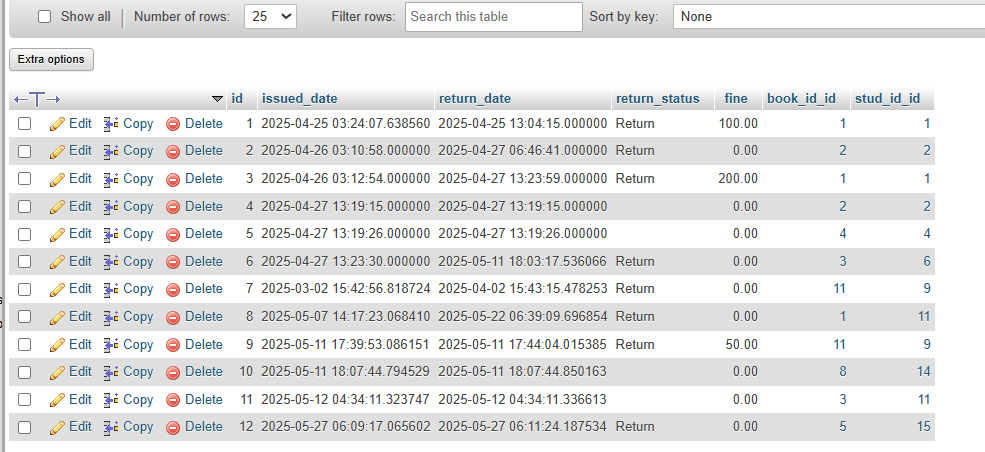 Show all Number of rows: 25 Filter rows: Search this table Sort by key: None
Extra options
id issued_date return_date return_status fine book_id_id stud_id_id
Edit Copy Delete 1 2025-04-25 03:24:07.638560 2025-04-25 13:04:15.000000 Return 100.00 1 1
Edit Copy Delete 2 2025-04-26 03:10:58.000000 2025-04-27 06:46:41.000000 Return 0.00 2 2
Edit Copy Delete 3 2025-04-26 03:12:54.000000 2025-04-27 13:23:59.000000 Return 200.00 1 1
Edit Copy Delete 4 2025-04-27 13:19:15.000000 2025-04-27 13:19:15.000000 0.00 2 2
Edit Copy Delete 5 2025-04-27 13:19:26.000000 2025-04-27 13:19:26.000000 0.00 4 4
Edit Copy Delete 6 2025-04-27 13:23:30.000000 2025-05-11 18:03:17.536066 Return 0.00 3 6
Edit Copy Delete 7 2025-03-02 15:42:56.818724 2025-04-02 15:43:15.478253 Return 0.00 11 9
Edit Copy Delete 8 2025-05-07 14:17:23.068410 2025-05-22 06:39:09.696854 Return 0.00 1 11
Edit Copy Delete 9 2025-05-11 17:39:53.086151 2025-05-11 17:44:04.015385 Return 50.00 11 9
Edit Copy Delete 10 2025-05-11 18:07:44.794529 2025-05-11 18:07:44.850163 0.00 8 14
Edit Copy Delete 11 2025-05-12 04:34:11.323747 2025-05-12 04:34:11.336613 0.00 3 11
Edit Copy Delete 12 2025-05-27 06:09:17.065602 2025-05-27 06:11:24.187534 Return 0.00 5 15